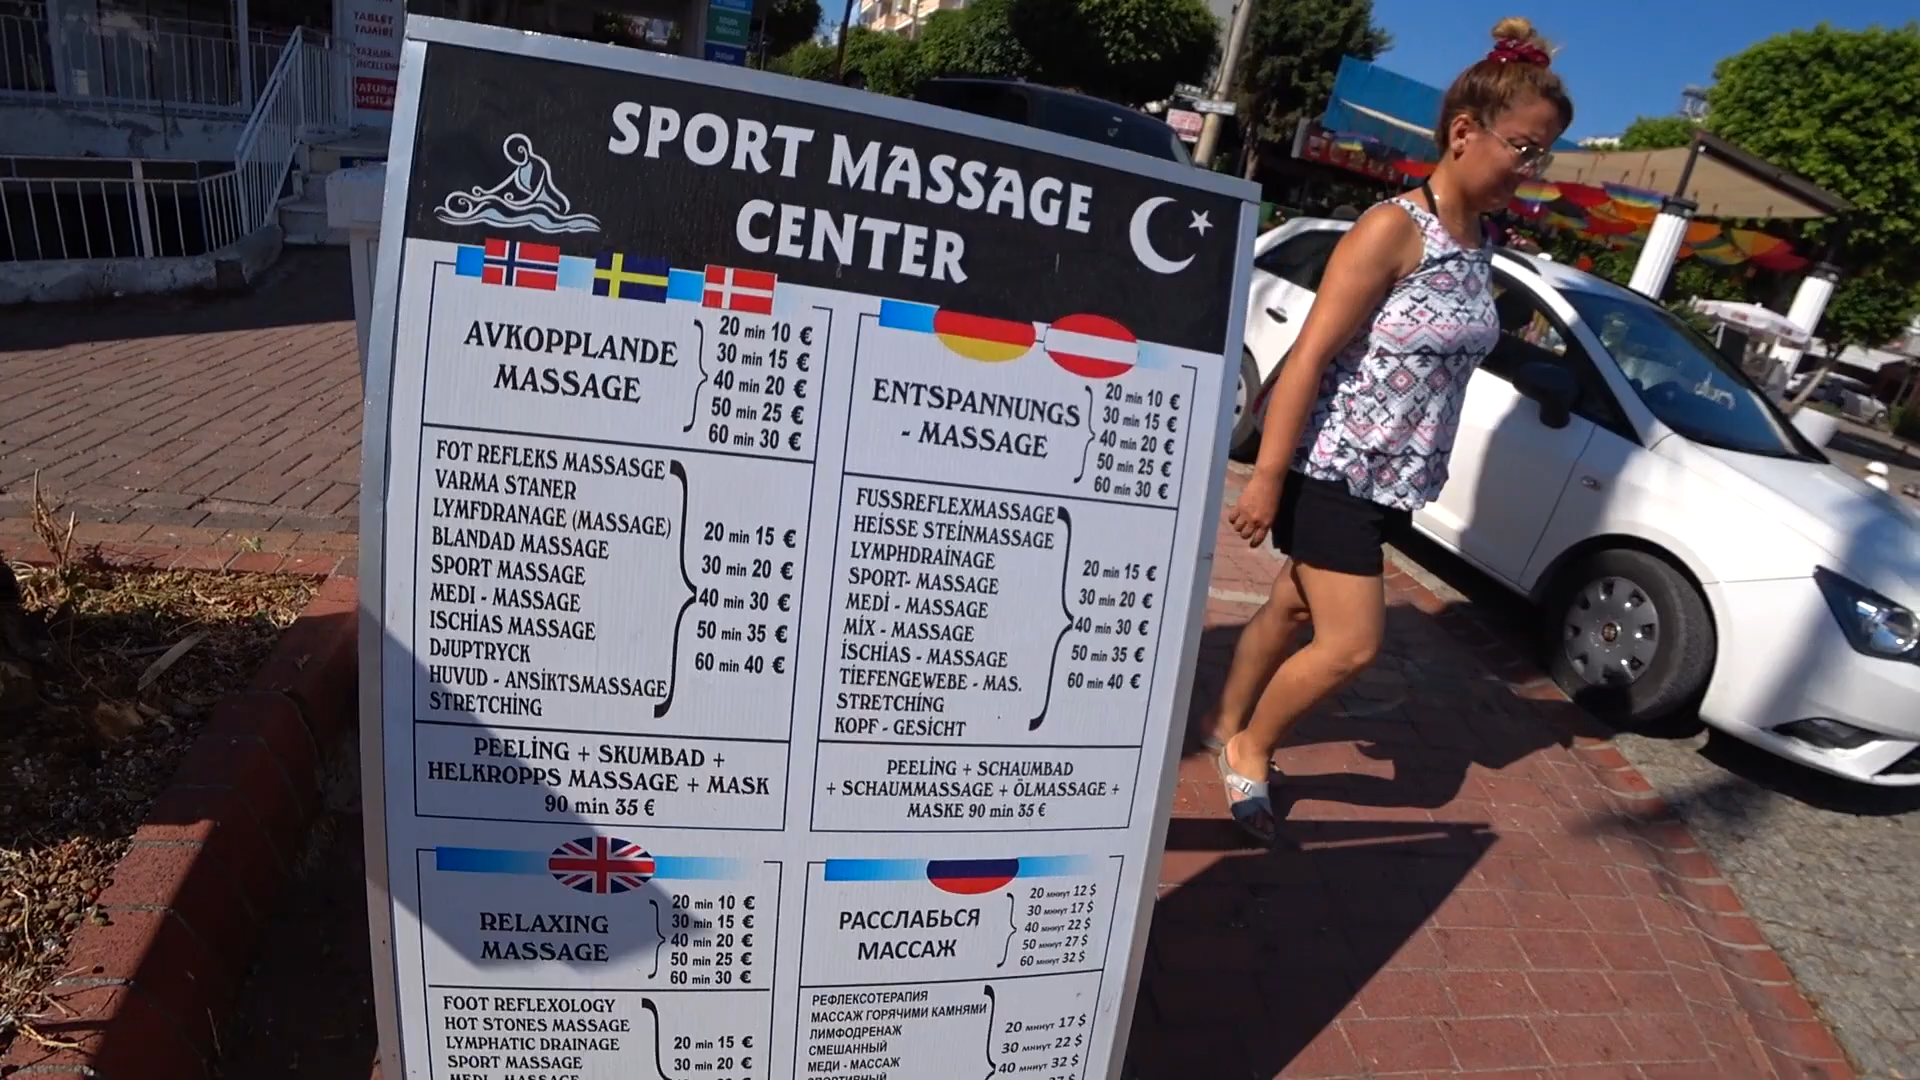 TABLET
TAMİRİ
SPORT MASSAGE
CENTER
AVKOPPLANDE
MASSAGE
20 min 10 €
30 min 15 €
40 min 20 €
50 min 25 €
60 min 30 €
FOT REFLEKS MASSASGE
VARMA STANER
LYMFDRANAGE (MASSAGE)
BLANDAD MASSAGE
SPORT MASSAGE
MEDI - MASSAGE
ISCHİAS MASSAGE
DJUPTRYCK
HUVUD - ANSİKTSMASSAGE
STRETCHİNG
20 min 15 €
30 min 20 €
40 min 30 €
50 min 35 €
60 min 40 €
PEELİNG + SKUMBAD +
HELKROPPS MASSAGE + MASK
90 min 35 €
ENTSPANNUNGS
- MASSAGE
20 min 10 €
30 min 15 €
40 min 20 €
50 min 25 €
60 min 30 €
FUSSREFLEXMASSAGE
HEİSSE STEİNMASSAGE
LYMPHDRAİNAGE
SPORT- MASSAGE
MEDİ - MASSAGE
MİX - MASSAGE
İSCHİAS - MASSAGE
TİEFENGEWEBE - MAS.
STRETCHİNG
KOPF - GESİCHT
20 min 15 €
30 min 20 €
40 min 30 €
50 min 35 €
60 min 40 €
PEELİNG + SCHAUMBAD
+ SCHAUMMASSAGE + ÖLMASSAGE +
MASKE 90 min 35 €
RELAXING
MASSAGE
20 min 10 €
30 min 15 €
40 min 20 €
50 min 25 €
60 min 30 €
FOOT REFLEXOLOGY
HOT STONES MASSAGE
LYMPHATIC DRAINAGE
SPORT MASSAGE
20 min 15 €
30 min 20 €
РАССЛАБЬСЯ
МАССАЖ
20 минут 12 $
30 минут 17 $
40 минут 22 $
50 минут 27 $
60 минут 32 $
РЕФЛЕКСОТЕРАПИЯ
МАССАЖ ГОРЯЧИМИ КАМНЯМИ
ЛИМФОДРЕНАЖ
СМЕШАННЫЙ
МЕДИ - МАССАЖ
СПОРТИВНЫЙ
20 минут 17 $
30 минут 22 $
40 минут 32 $